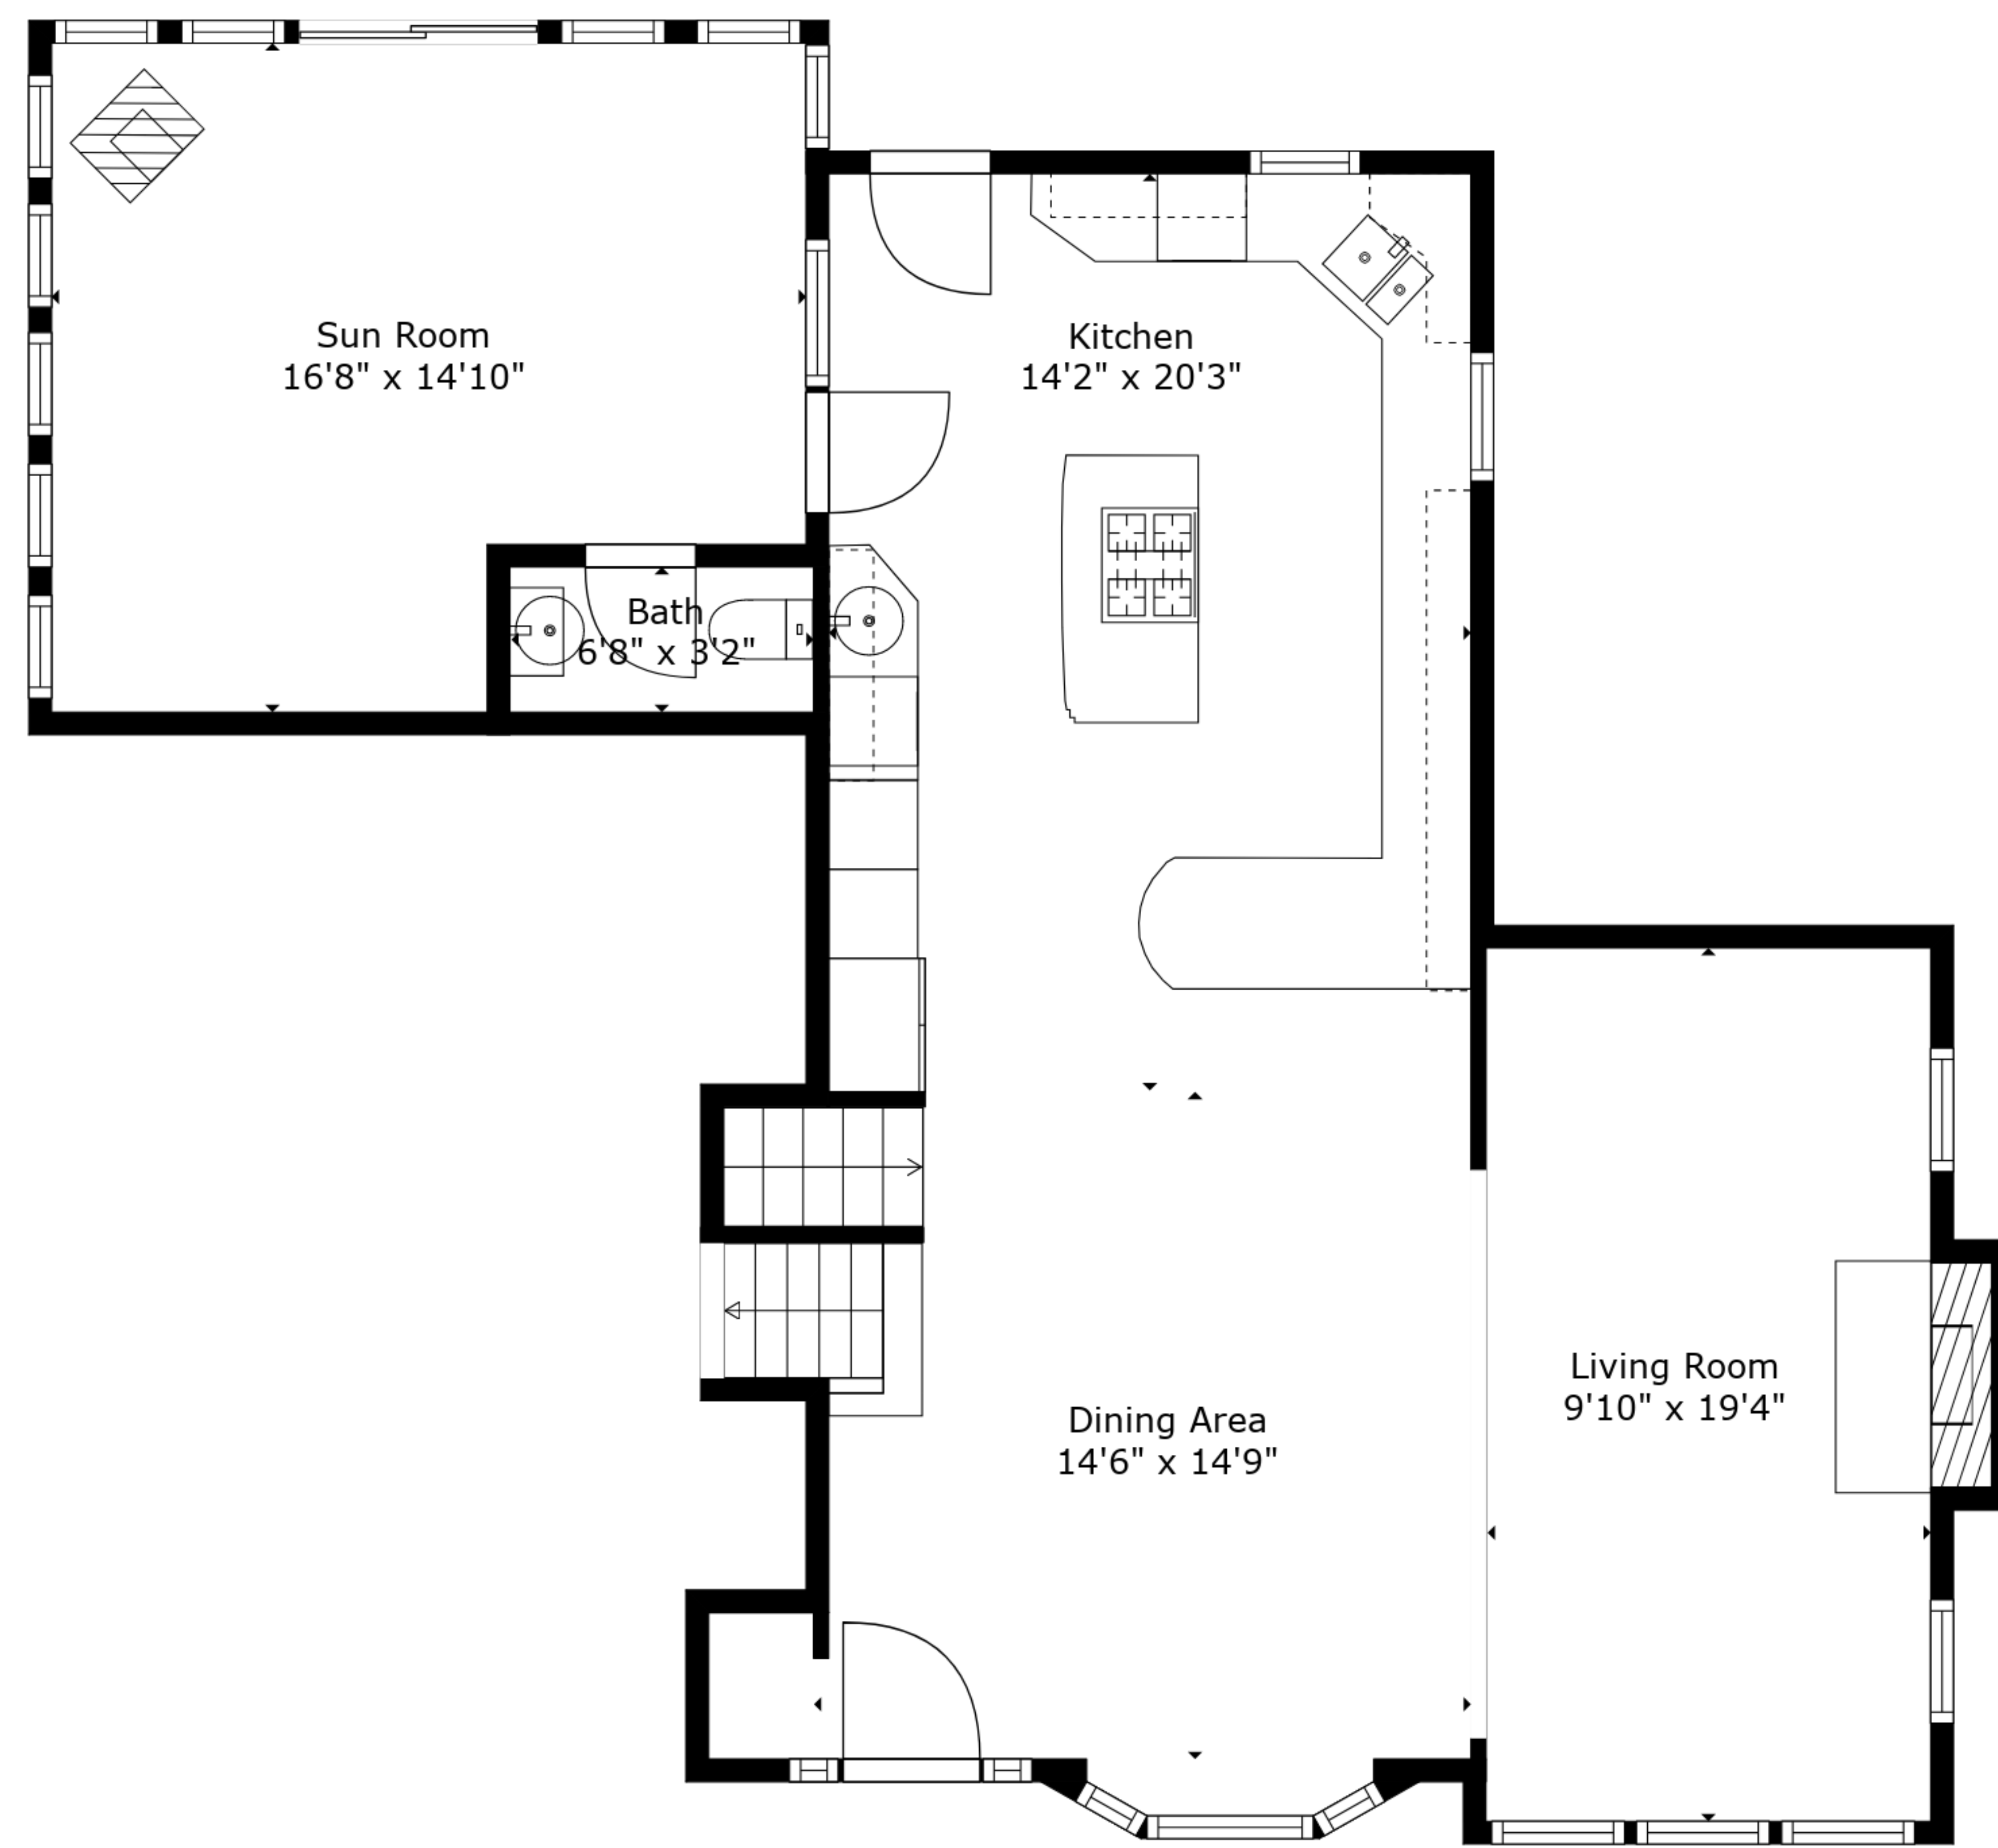 Sun Room
16'8" x 14'10"
Kitchen
14'2" x 20'3"
Bath
6'8" x 3'2"
Living Room
9'10" x 19'4"
Dining Area
14'6" x 14'9"